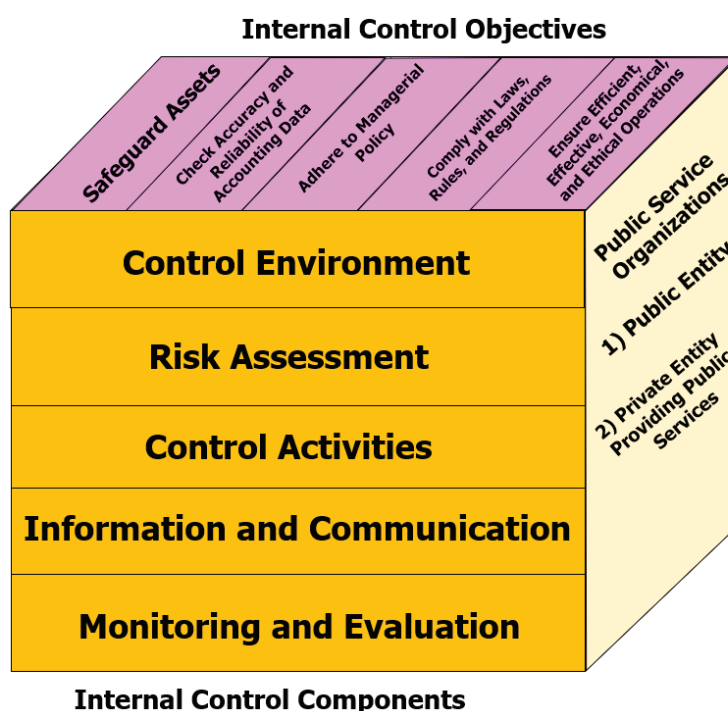 Internal Control Objectives
Safeguard Assets
Check Accuracy and
Reliability of
Accounting Data
Adhere to Managerial
Policy
Comply with Laws,
Rules, and Regulations
Ensure Efficient,
Effective, Economical,
and Ethical Operations
Control Environment
Risk Assessment
Control Activities
Information and Communication
Monitoring and Evaluation
Public Service
Organizations
1) Public Entity
2) Private Entity
Providing Public
Services
Internal Control Components